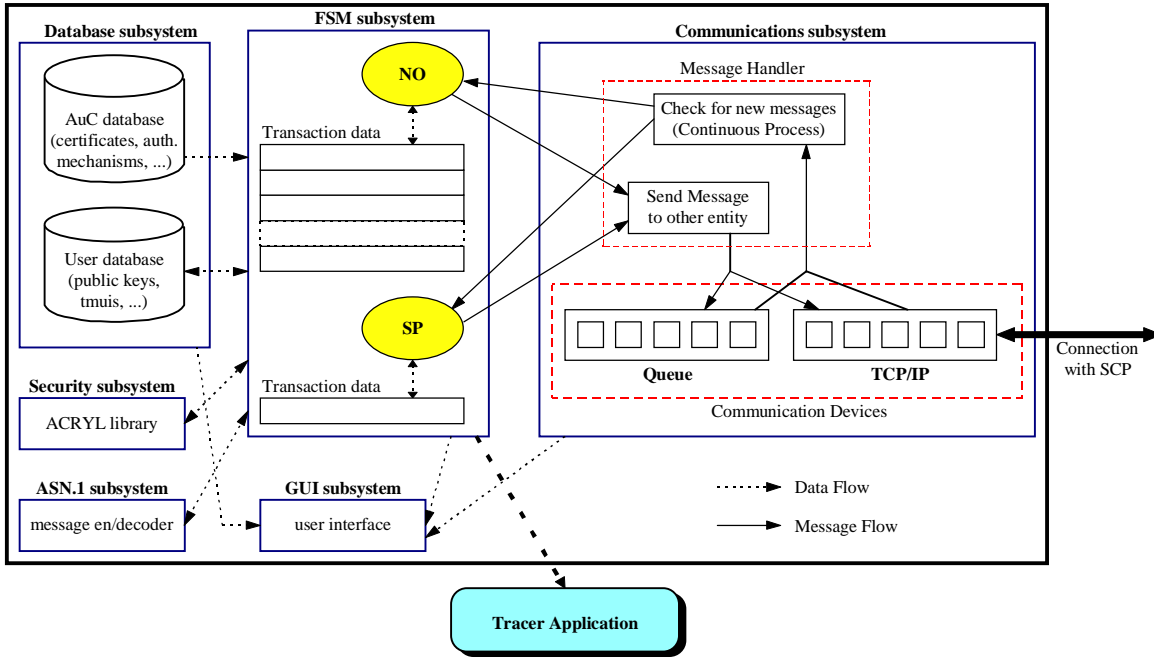 FSM subsystem
Database subsystem
Communications subsystem
AuC database
(certificates, auth.
mechanisms, ...)
User database
(public keys,
tmuis, ...)
NO
Transaction data
SP
Transaction data
Message Handler
Check for new messages
(Continuous Process)
Send Message
to other entity
Queue
TCP/IP
Communication Devices
Connection
with SCP
Security subsystem
ACRYL library
ASN.1 subsystem
message en/decoder
GUI subsystem
user interface
Data Flow
Message Flow
Tracer Application